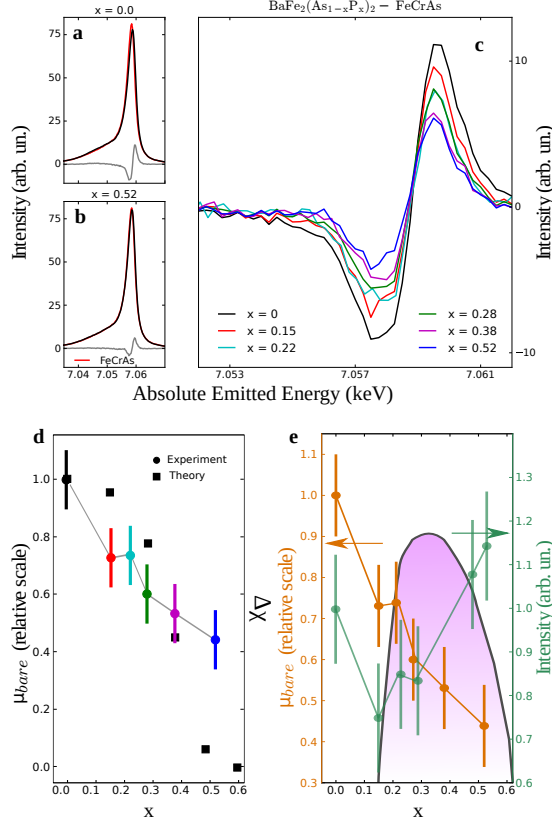 x = 0.0
BaFe₂(As₁₋ₓPₓ)₂ − FeCrAs
a
75
50
25
0
b
x = 0.52
75
50
25
0
FeCrAs
7.04 7.05 7.06
Intensity (arb. un.)
c
10
0
−10
Intensity (arb. un.)
Intensity (arb. un.)
x = 0
x = 0.15
x = 0.22
x = 0.28
x = 0.38
x = 0.52
7.053 7.057 7.061
Absolute Emitted Energy (keV)
d
Experiment
Theory
1.0
0.8
0.6
0.4
0.2
0.0
μbare (relative scale)
0.0 0.1 0.2 0.3 0.4 0.5 0.6
x
e
1.1
1.0
0.9
0.8
0.7
0.6
0.5
0.4
0.3
μbare (relative scale)
1.4
1.3
1.2
1.1
1.0
0.9
0.8
0.7
0.6
Intensity (arb. un.)
0.0 0.1 0.2 0.3 0.4 0.5 0.6
x